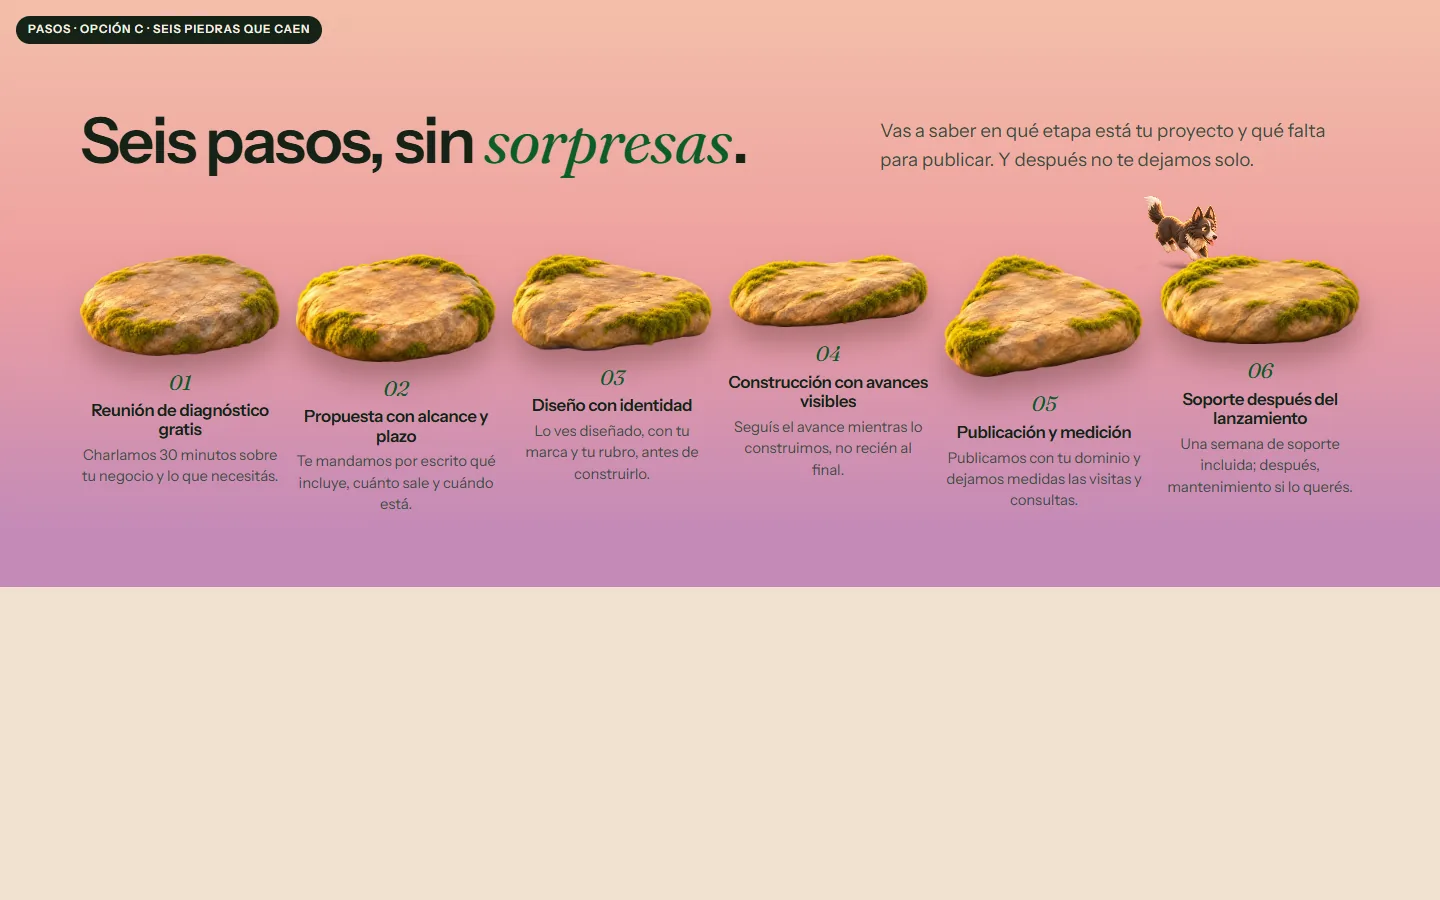 PASOS · OPCIÓN C · SEIS PIEDRAS QUE CAEN
Seis pasos, sin sorpresas.
Vas a saber en qué etapa está tu proyecto y qué falta
para publicar. Y después no te dejamos solo.
01
Reunión de diagnóstico
gratis
Charlamos 30 minutos sobre
tu negocio y lo que necesitás.
02
Propuesta con alcance y
plazo
Te mandamos por escrito qué
incluye, cuánto sale y cuándo
está.
03
Diseño con identidad
Lo ves diseñado, con tu
marca y tu rubro, antes de
construirlo.
04
Construcción con avances
visibles
Seguís el avance mientras lo
construimos, no recién al
final.
05
Publicación y medición
Publicamos con tu dominio y
dejamos medidas las visitas y
consultas.
06
Soporte después del
lanzamiento
Una semana de soporte
incluida; después,
mantenimiento si lo querés.